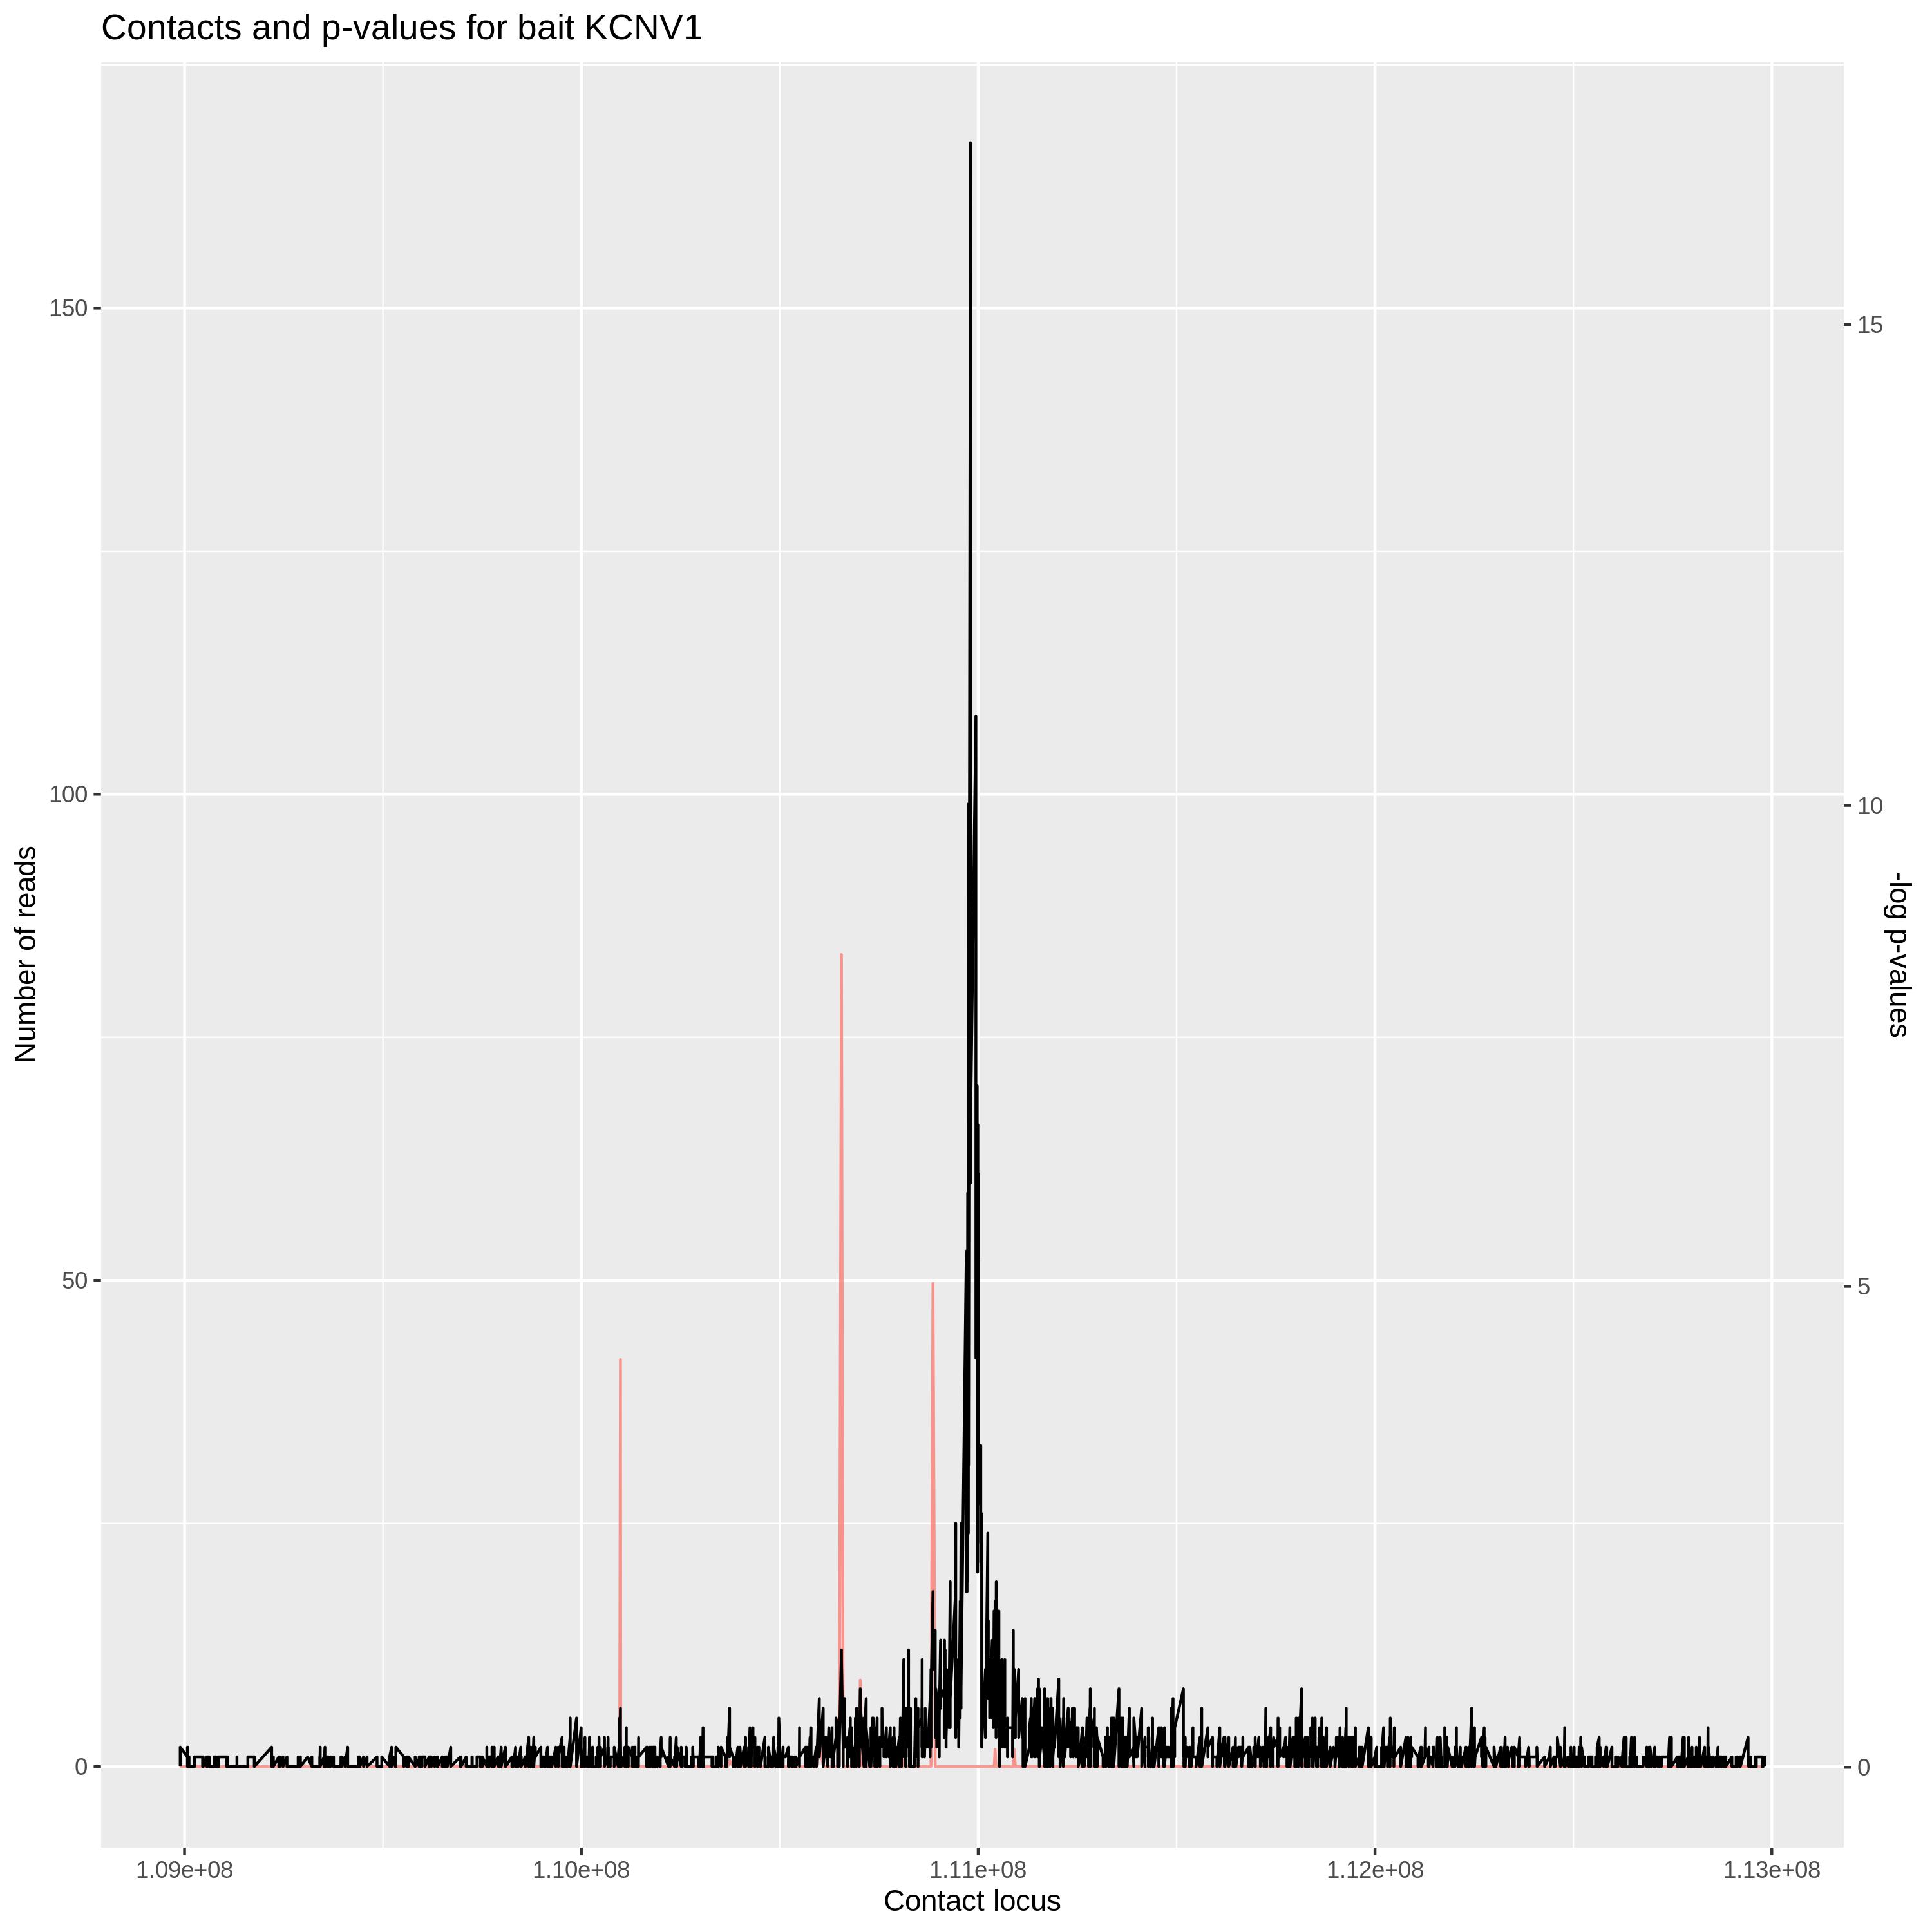 Contacts and p-values for bait KCNV1
Number of reads
150
100
50
0
15
10
5
0
-log p-values
1.09e+08 1.10e+08 1.11e+08 1.12e+08 1.13e+08
Contact locus